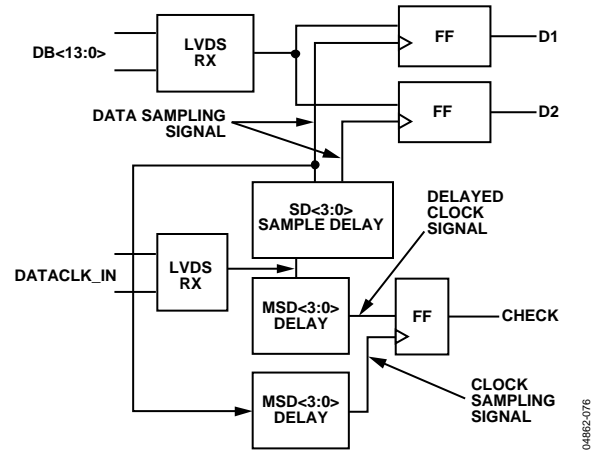 DB<13:0>
LVDS
RX
FF
D1
FF
D2
DATA SAMPLING
SIGNAL
SD<3:0>
SAMPLE DELAY
DELAYED
CLOCK
SIGNAL
DATACLK_IN
LVDS
RX
MSD<3:0>
DELAY
FF
CHECK
MSD<3:0>
DELAY
CLOCK
SAMPLING
SIGNAL
04862-076